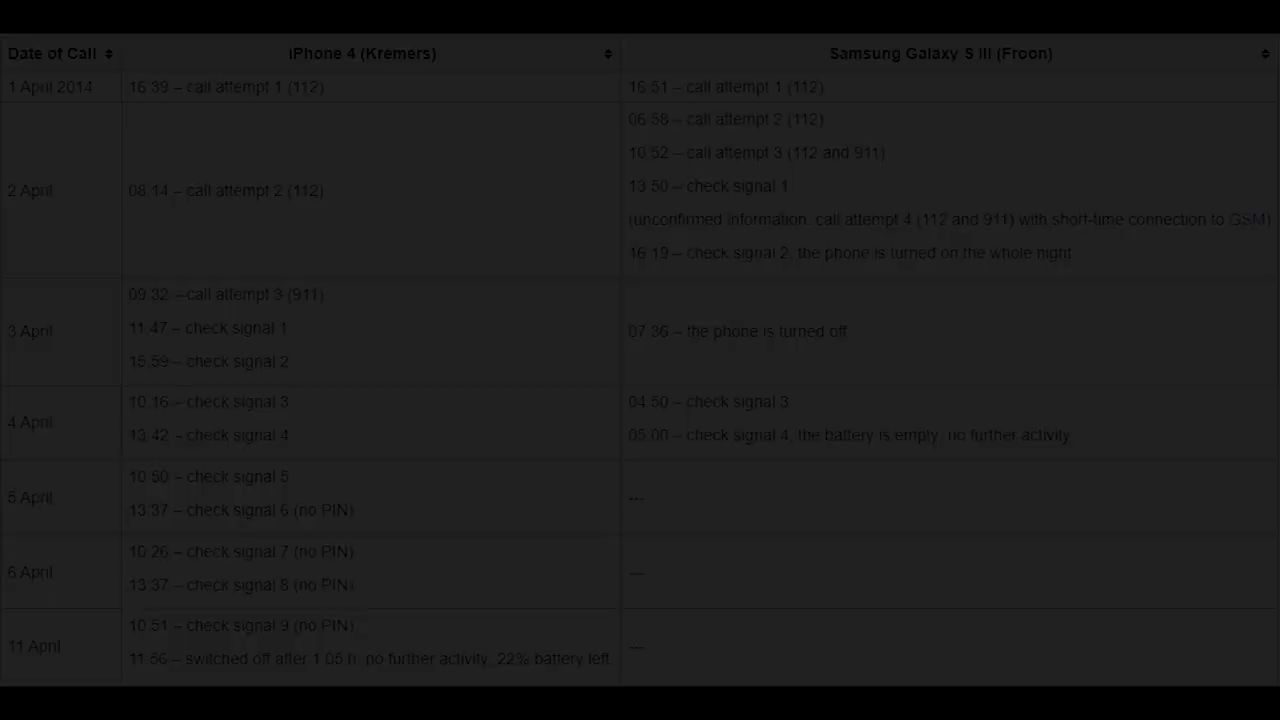 Date of Call iPhone 4 (Kremers) Samsung Galaxy S III (Froon)
1 April 2014 16:39 – call attempt 1 (112) 16:51 – call attempt 1 (112)
06:58 – call attempt 2 (112)
10:52 – call attempt 3 (112 and 911)
2 April 08:14 – call attempt 2 (112) 13:50 – check signal 1
(unconfirmed information: call attempt 4 (112 and 911) with short-time connection to GSM)
16:19 – check signal 2, the phone is turned on the whole night
09:32 –call attempt 3 (911)
3 April 11:47 – check signal 1 07:36 – the phone is turned off
15:59 – check signal 2
10:16 – check signal 3 04:50 – check signal 3
4 April 13:42 – check signal 4 05:00 – check signal 4, the battery is empty, no further activity
10:50 – check signal 5
5 April ---
13:37 – check signal 6 (no PIN)
10:26 – check signal 7 (no PIN)
6 April ---
13:37 – check signal 8 (no PIN)
10:51 – check signal 9 (no PIN)
11 April ---
11:56 – switched off after 1:05 h, no further activity, 22% battery left.